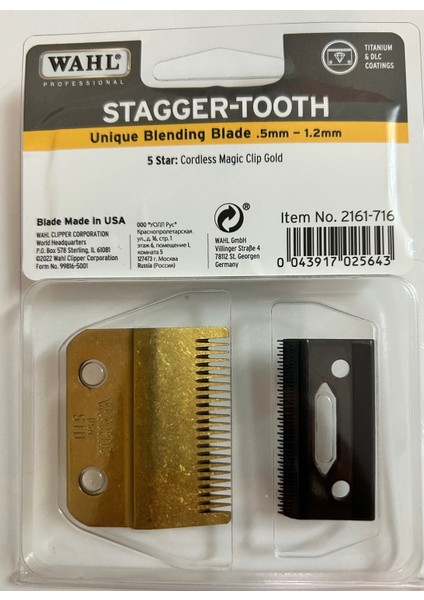 WAHL
PROFESSIONAL
TITANIUM
& DLC
COATINGS
STAGGER-TOOTH
Unique Blending Blade .5mm – 1.2mm
5 Star: Cordless Magic Clip Gold
Blade Made in USA
WAHL CLIPPER CORPORATION
World Headquarters
P.O. Box 578 Sterling, IL 61081
©2022 Wahl Clipper Corporation
Form No. 99816-5001
ООО "УОЛЛ Рус"
Краснопролетарская
ул., д. 16, стр. 1
этаж 6, помещение I,
комната 5
127473 г. Москва
Russia (Россия)
WAHL GmbH
Villinger Straße 4
78112 St. Georgen
Germany
Item No. 2161-716
0 043917 025643
USA